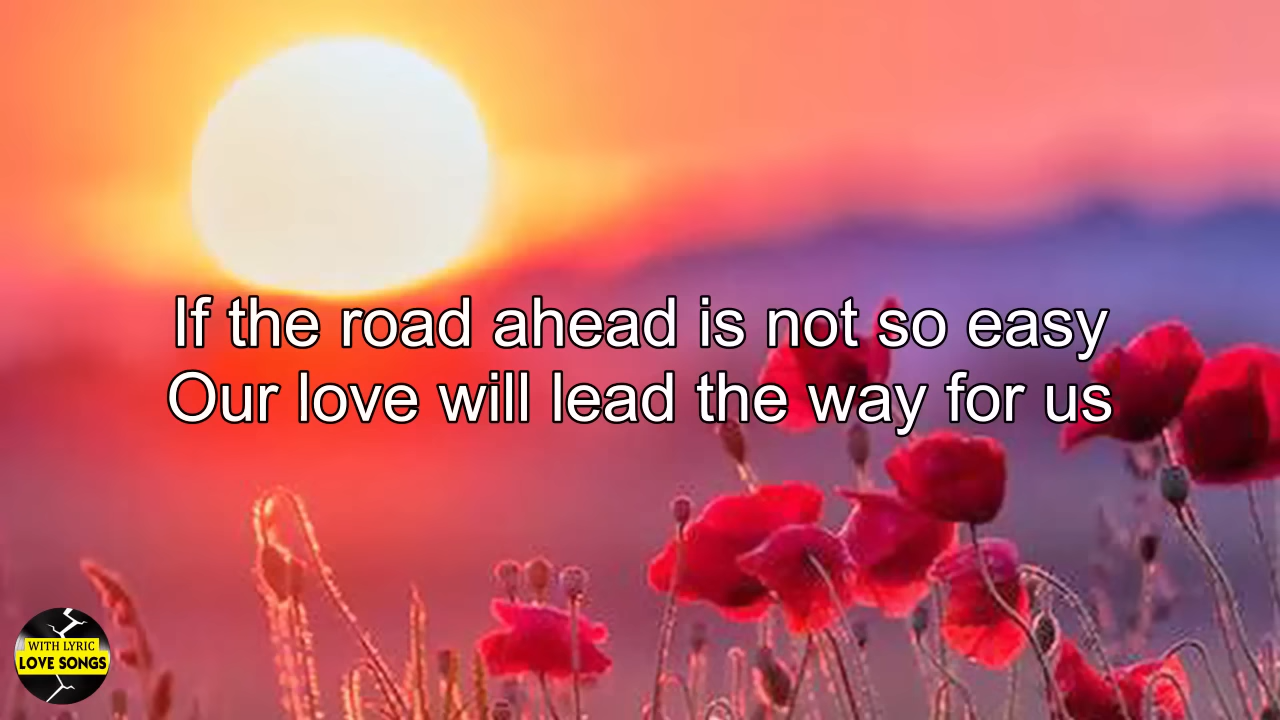 If the road ahead is not so easy
Our love will lead the way for us
WITH LYRIC
LOVE SONGS